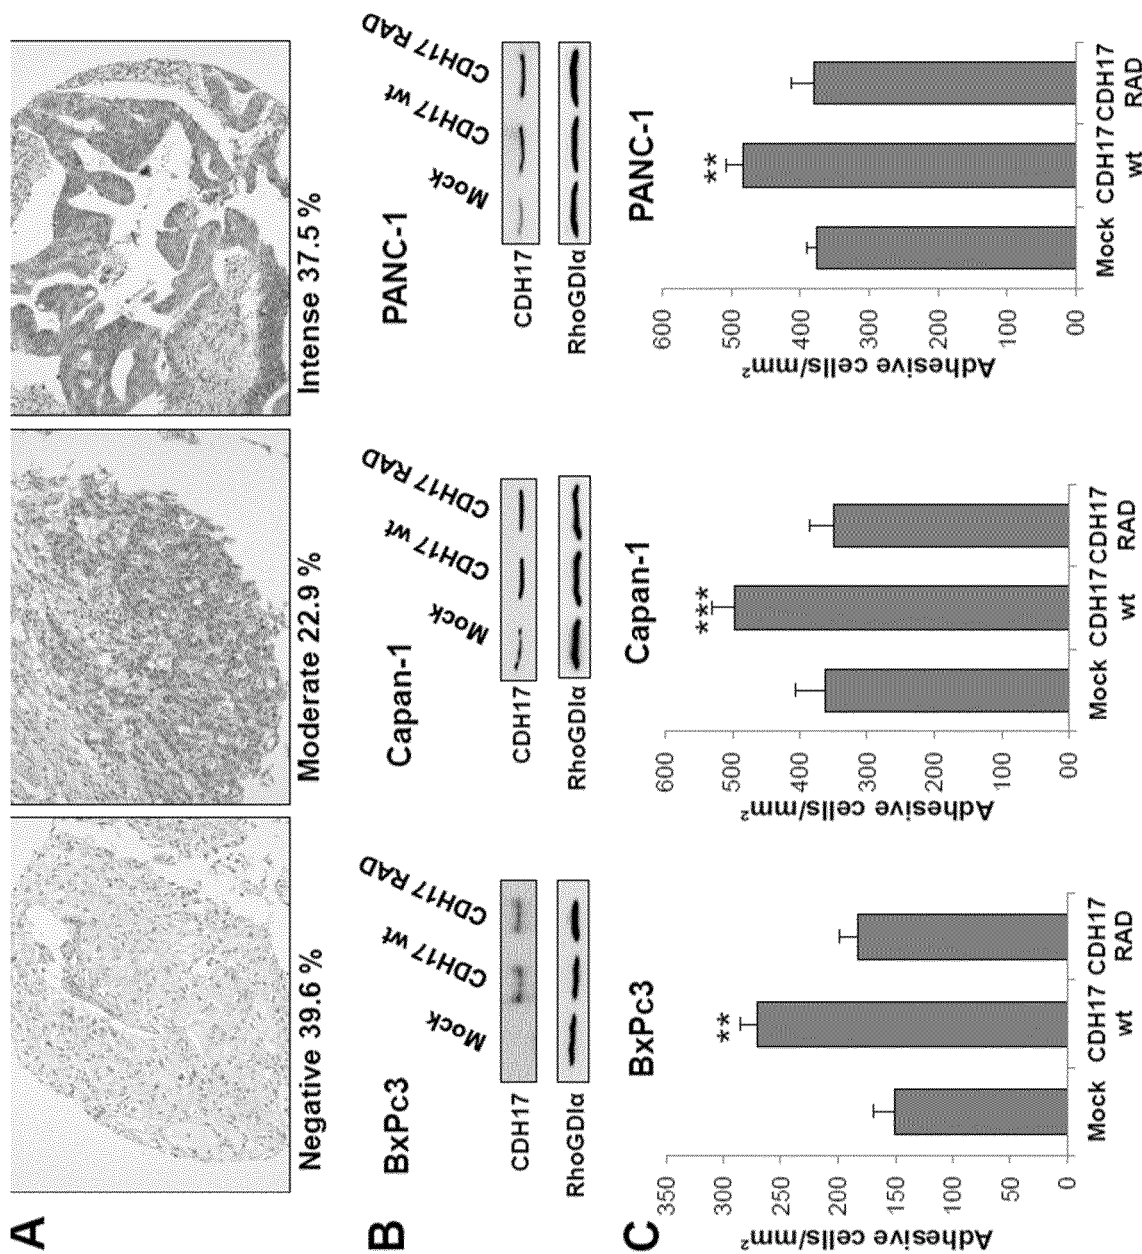 A
Negative 39.6 %
Moderate 22.9 %
Intense 37.5 %
B
BxPc3
Mock
CDH17 wt
CDH17 RAD
CDH17
RhoGDIα
Capan-1
Mock
CDH17 wt
CDH17 RAD
CDH17
RhoGDIα
PANC-1
Mock
CDH17 wt
CDH17 RAD
CDH17
RhoGDIα
C
BxPc3
Adhesive cells/mm²
350
300
250
200
150
100
50
0
**
Mock CDH17 CDH17
wt RAD
Capan-1
Adhesive cells/mm²
600
500
400
300
200
100
00
***
Mock CDH17 CDH17
wt RAD
PANC-1
Adhesive cells/mm²
600
500
400
300
200
100
00
**
Mock CDH17 CDH17
wt RAD